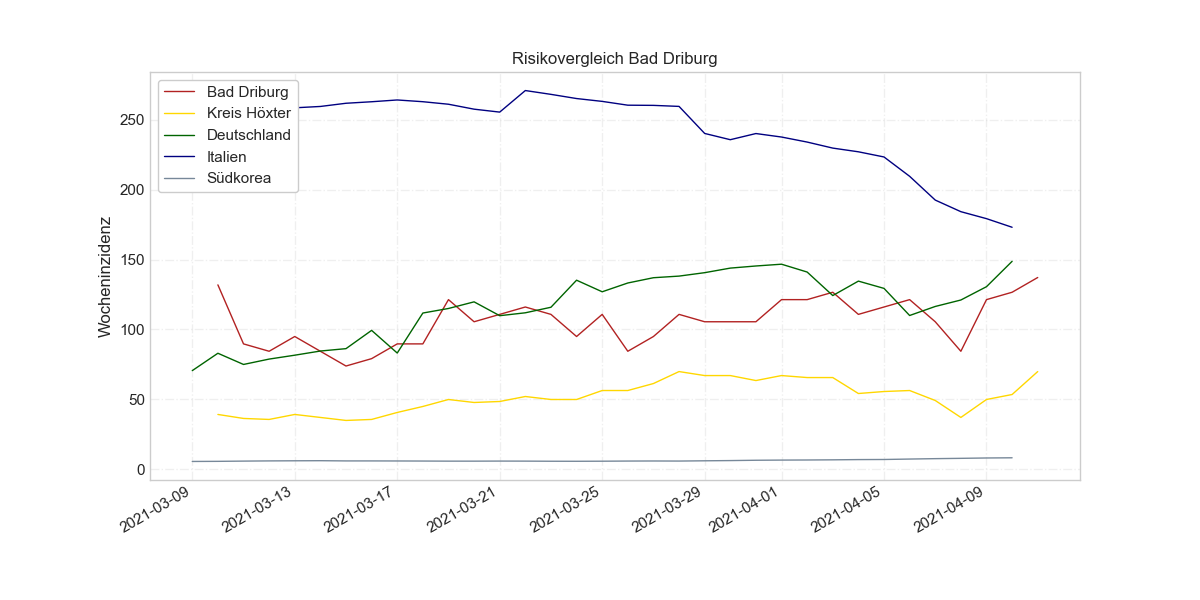 Risikovergleich Bad Driburg
Bad Driburg
Kreis Höxter
Deutschland
Italien
Südkorea
Wocheninzidenz
250
200
150
100
50
0
2021-03-09
2021-03-13
2021-03-17
2021-03-21
2021-03-25
2021-03-29
2021-04-01
2021-04-05
2021-04-09